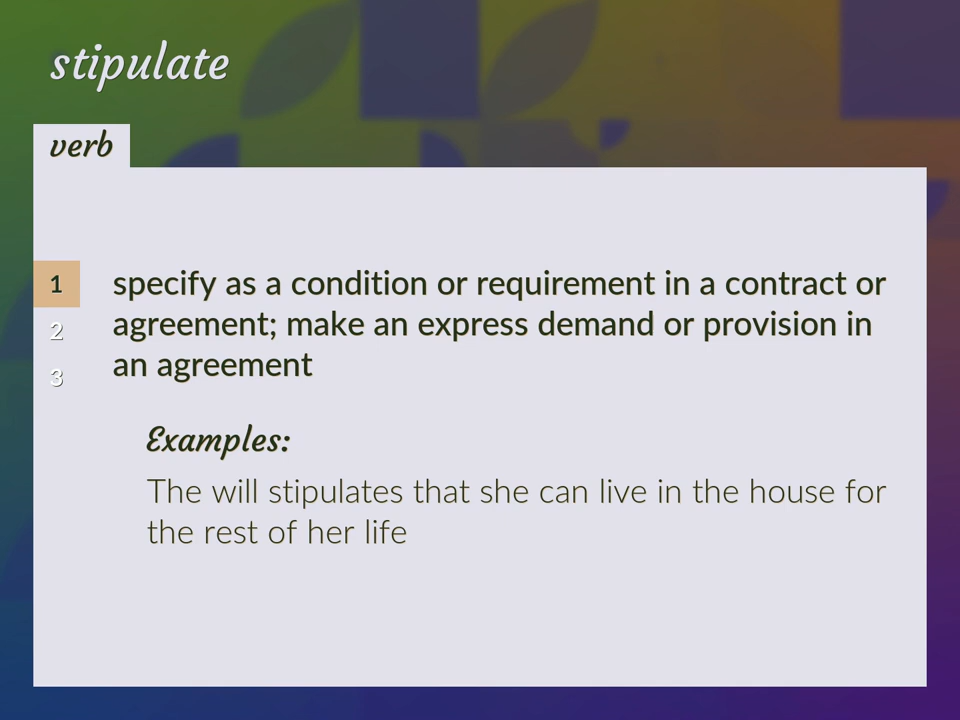 stipulate
verb
1
2
3
specify as a condition or requirement in a contract or
agreement; make an express demand or provision in
an agreement
Examples:
The will stipulates that she can live in the house for
the rest of her life